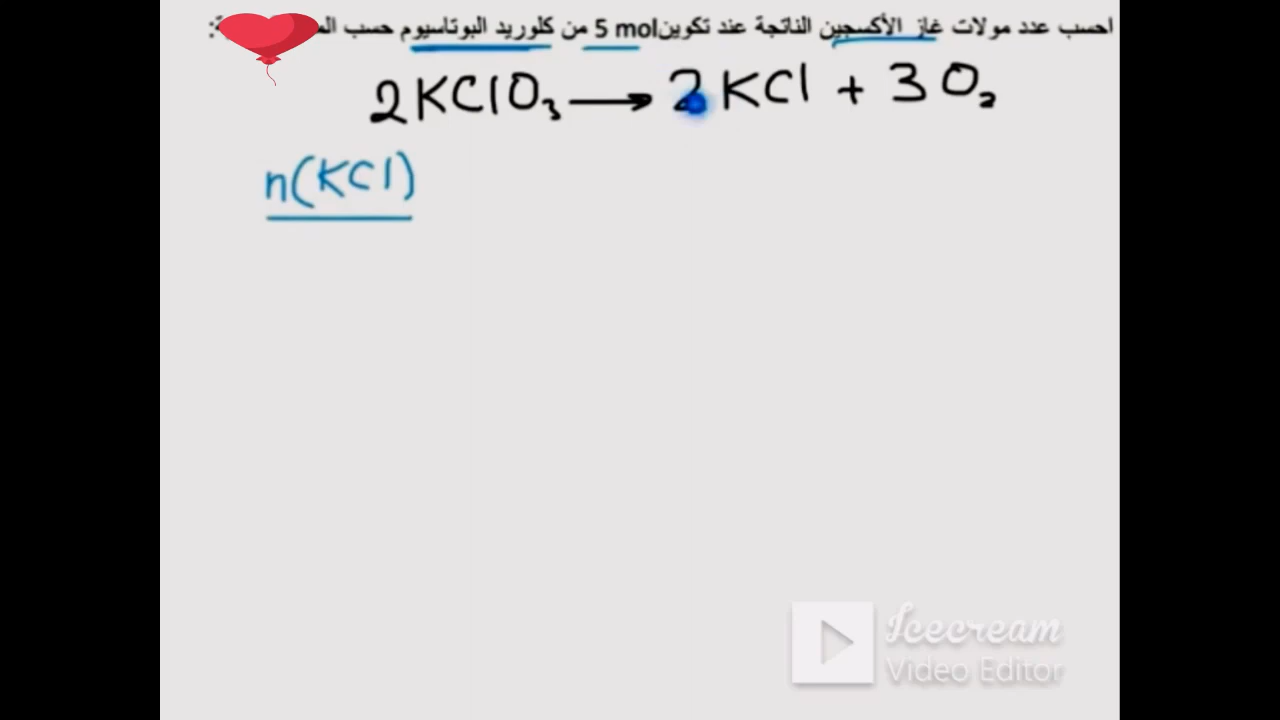 احسب عدد مولات غاز الأكسجين الناتجة عند تكوين 5 mol من كلوريد البوتاسيوم حسب
2KClO₃ → 2KCl + 3O₂
n(KCl)
Icecream
Video Editor